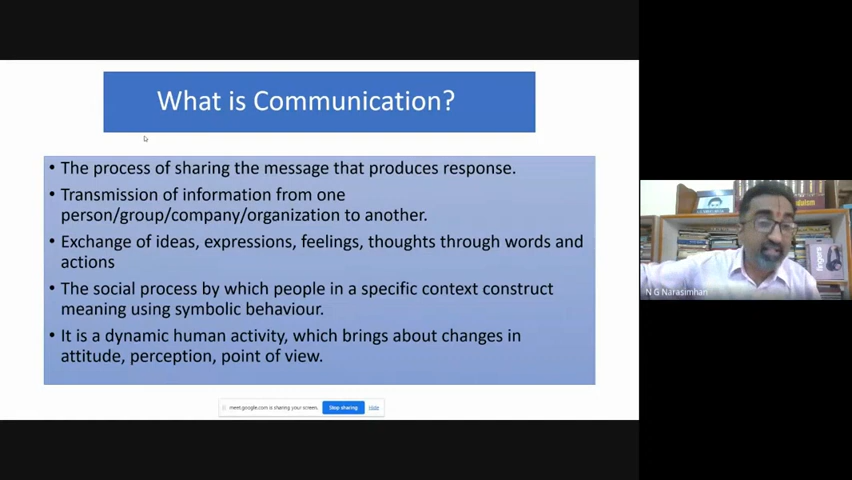 What is Communication?
• The process of sharing the message that produces response.
• Transmission of information from one
person/group/company/organization to another.
• Exchange of ideas, expressions, feelings, thoughts through words and
actions
• The social process by which people in a specific context construct
meaning using symbolic behaviour.
• It is a dynamic human activity, which brings about changes in
attitude, perception, point of view.
meet.google.com is sharing your screen.
Stop sharing
Hide
N G Narasimhan
fingers